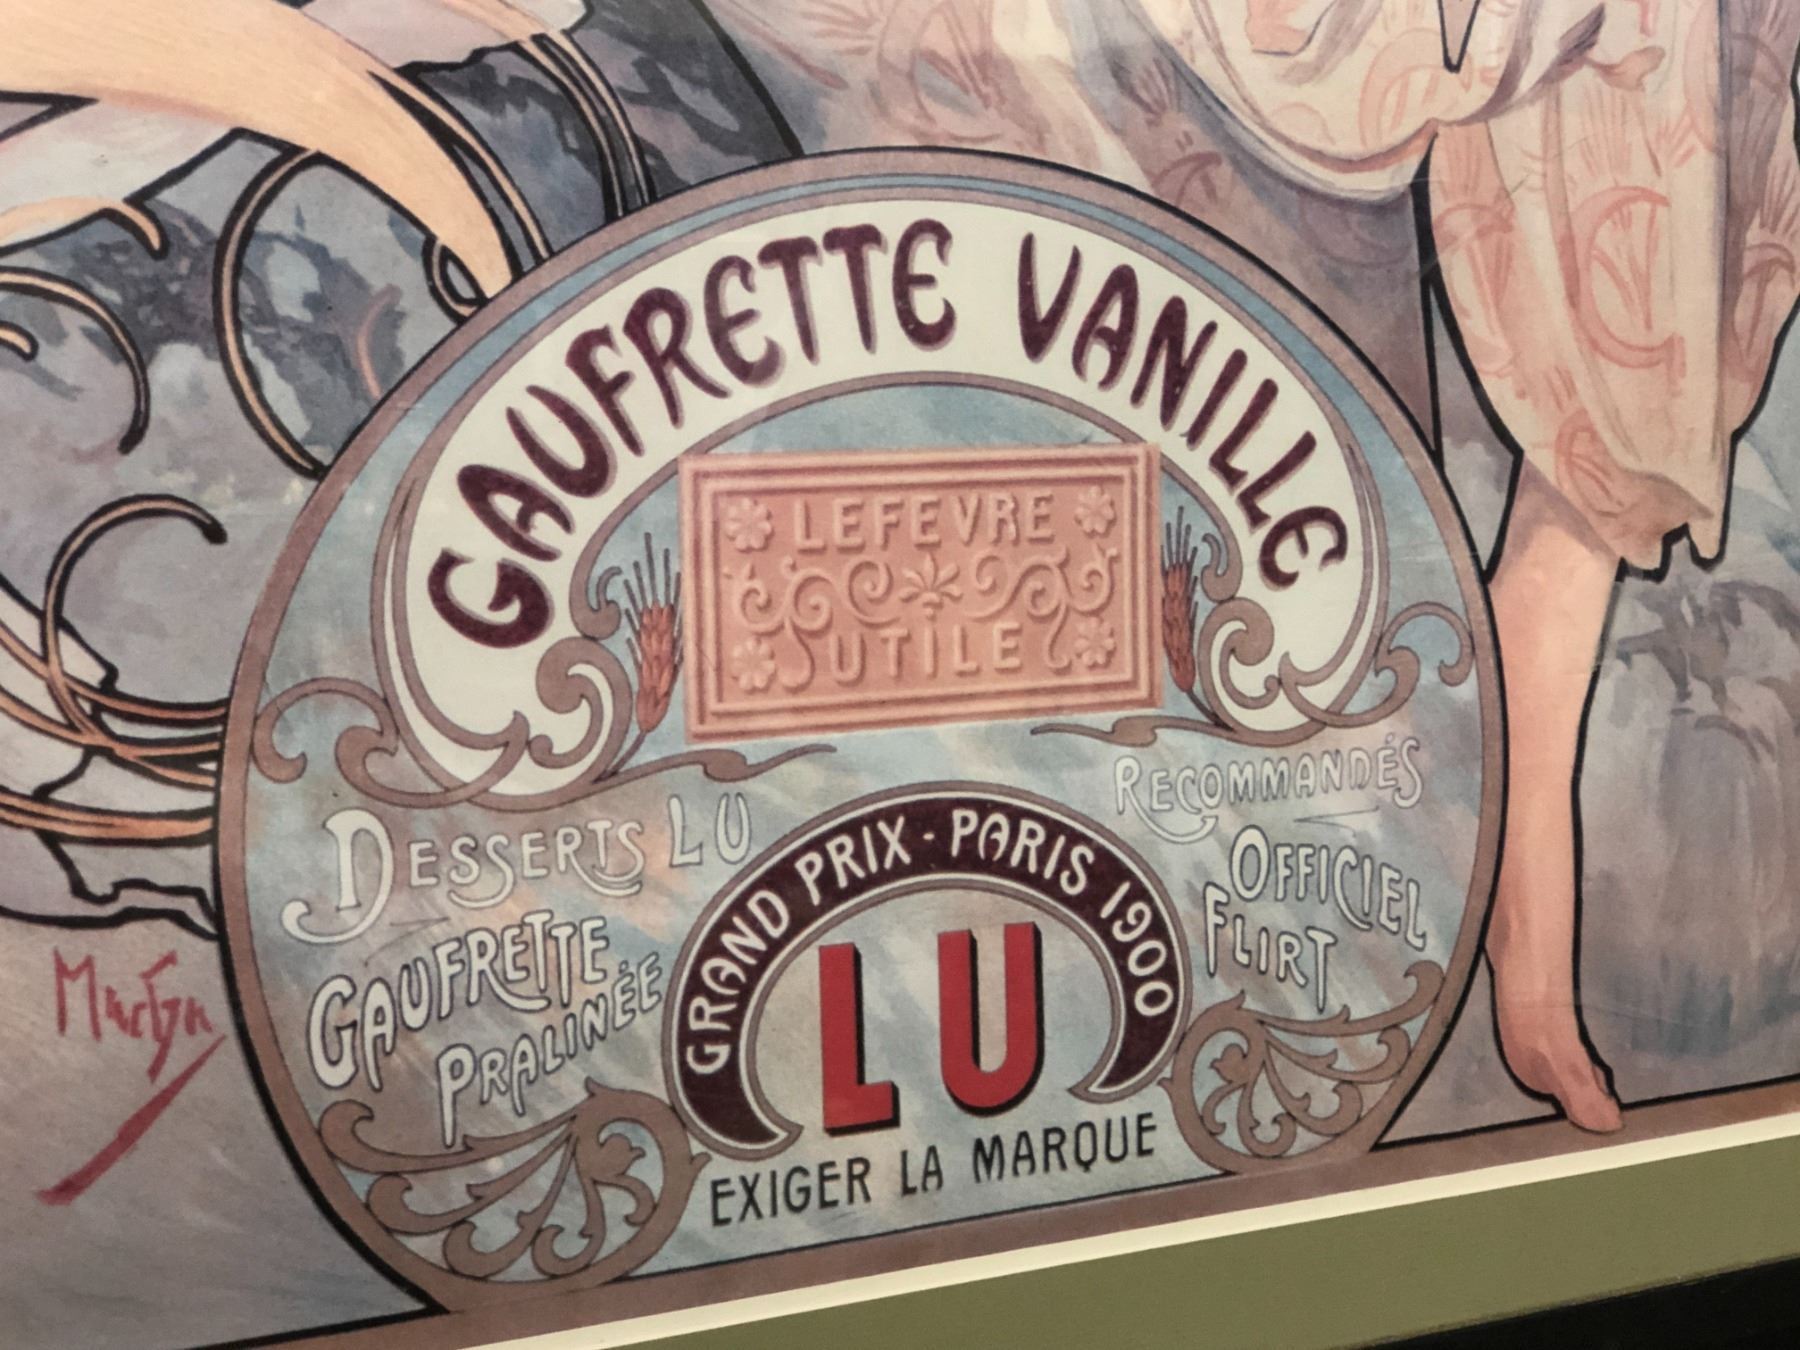 GAUFRETTE VANILLE
LEFEVRE
UTILE
DESSERTS LU
GAUFRETTE
PRALINÉE
RECOMMANDÉS
OFFICIEL
FLIRT
GRAND PRIX - PARIS 1900
LU
EXIGER LA MARQUE